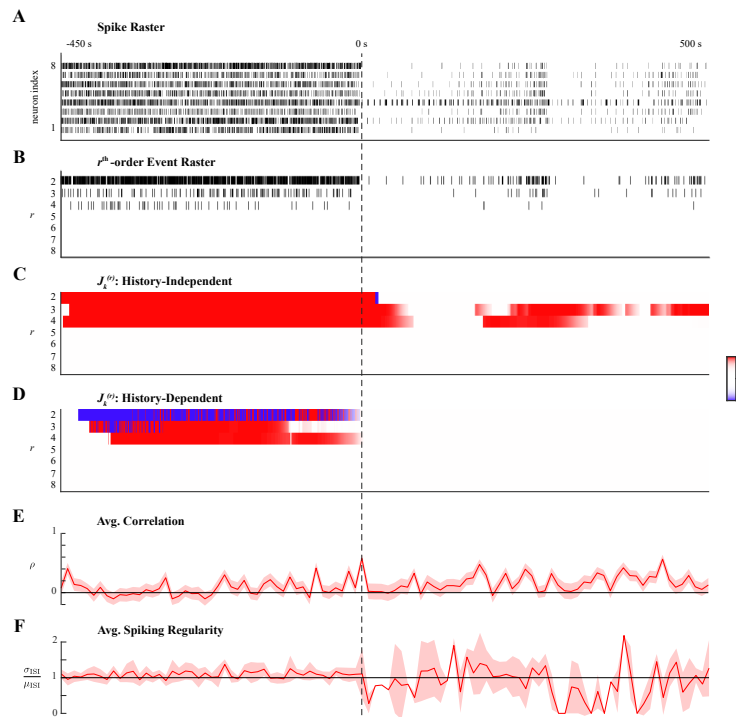 A
Spike Raster
-450 s 0 s 500 s
8
neuron index
1
B
rᵗʰ-order Event Raster
2
3
4
r 5
6
7
8
C
Jₖ⁽ʳ⁾: History-Independent
2
3
4
r 5
6
7
8
D
Jₖ⁽ʳ⁾: History-Dependent
2
3
4
r 5
6
7
8
E
Avg. Correlation
1
ρ
0
F
Avg. Spiking Regularity
2
σISI
μISI
1
0